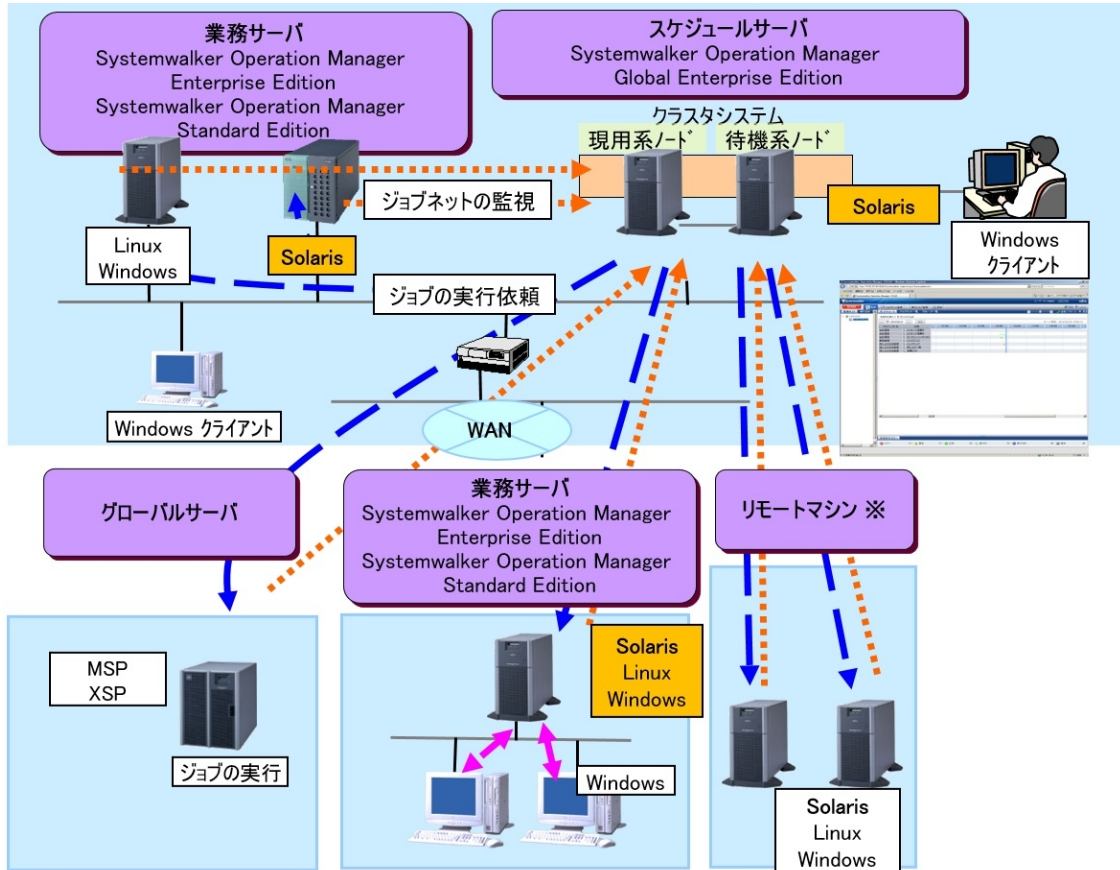 業務サーバ
Systemwalker Operation Manager
Enterprise Edition
Systemwalker Operation Manager
Standard Edition
スケジュールサーバ
Systemwalker Operation Manager
Global Enterprise Edition
クラスタシステム
現用系ノード
待機系ノード
ジョブネットの監視
Solaris
Linux
Windows
Solaris
Windows
クライアント
ジョブの実行依頼
Windows クライアント
WAN
グローバルサーバ
業務サーバ
Systemwalker Operation Manager
Enterprise Edition
Systemwalker Operation Manager
Standard Edition
リモートマシン ※
MSP
XSP
ジョブの実行
Solaris
Linux
Windows
Windows
Solaris
Linux
Windows